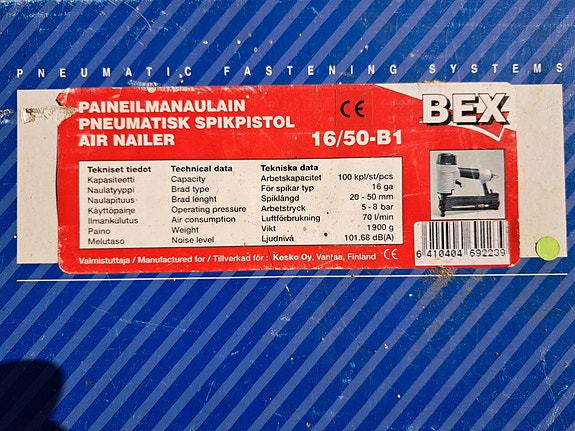 PNEUMATIC FASTENING SYSTEMS
PAINEILMANAULAIN
PNEUMATISK SPIKPISTOL
AIR NAILER
16/50-B1
CE
BEX
Tekniset tiedot Technical data Tekniska data
Kapasiteetti Capacity Arbetskapacitet 100 kpl/st/pcs
Naulatyyppi Brad type För spikar typ 16 ga
Naulapituus Brad lenght Spiklängd 20 - 50 mm
Käyttöpaine Operating pressure Arbetstryck 5 - 8 bar
Ilmankulutus Air consumption Luftförbrukning 70 l/min
Paino Weight Vikt 1900 g
Melutaso Noise level Ljudnivå 101.68 dB(A)
Valmistuttaja / Manufactured for / Tillverkad för : Kesko Oy, Vantaa, Finland CE
6 410404 692239